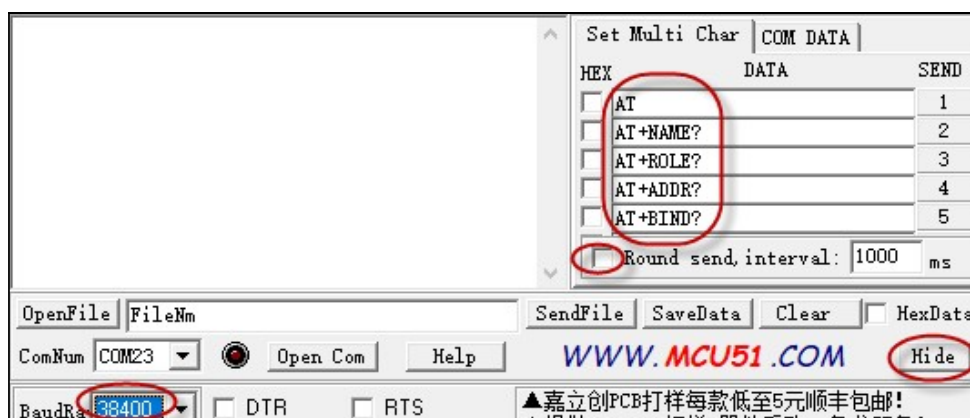 Set Multi Char COM DATA
HEX DATA SEND
AT 1
AT+NAME? 2
AT+ROLE? 3
AT+ADDR? 4
AT+BIND? 5
Round send,interval: 1000 ms
OpenFile FileNm SendFile SaveData Clear HexData
ComNum COM23 Open Com Help WWW.MCU51.COM Hide
BaudRa 38400 DTR RTS ▲嘉立创PCB打样每款低至5元顺丰包邮!